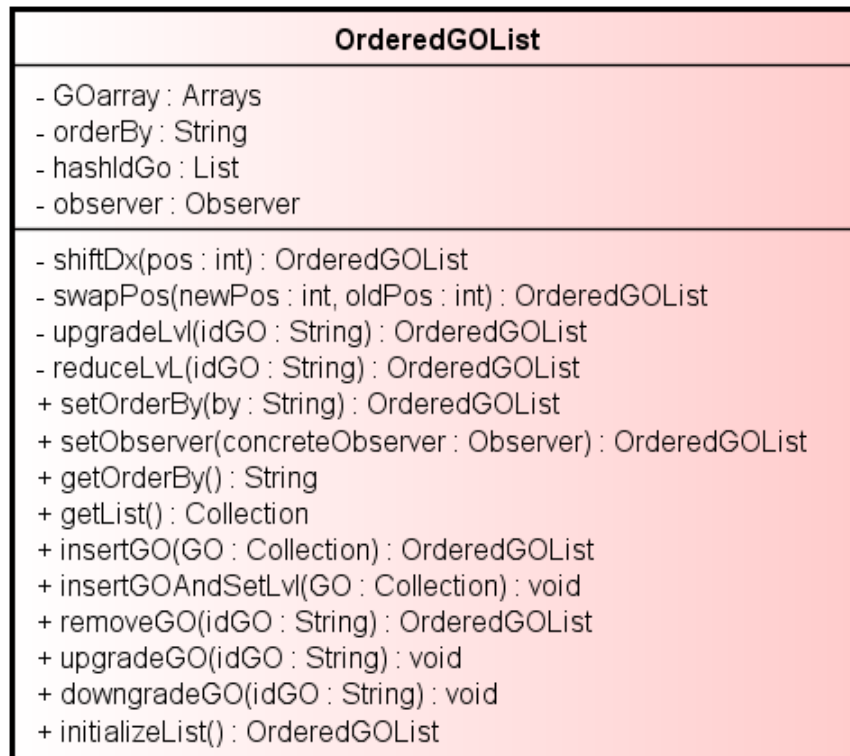 OrderedGOList
- GOarray : Arrays
- orderBy : String
- hashIdGo : List
- observer : Observer
- shiftDx(pos : int) : OrderedGOList
- swapPos(newPos : int, oldPos : int) : OrderedGOList
- upgradeLvl(idGO : String) : OrderedGOList
- reduceLvL(idGO : String) : OrderedGOList
+ setOrderBy(by : String) : OrderedGOList
+ setObserver(concreteObserver : Observer) : OrderedGOList
+ getOrderBy() : String
+ getList() : Collection
+ insertGO(GO : Collection) : OrderedGOList
+ insertGOAndSetLvl(GO : Collection) : void
+ removeGO(idGO : String) : OrderedGOList
+ upgradeGO(idGO : String) : void
+ downgradeGO(idGO : String) : void
+ initializeList() : OrderedGOList